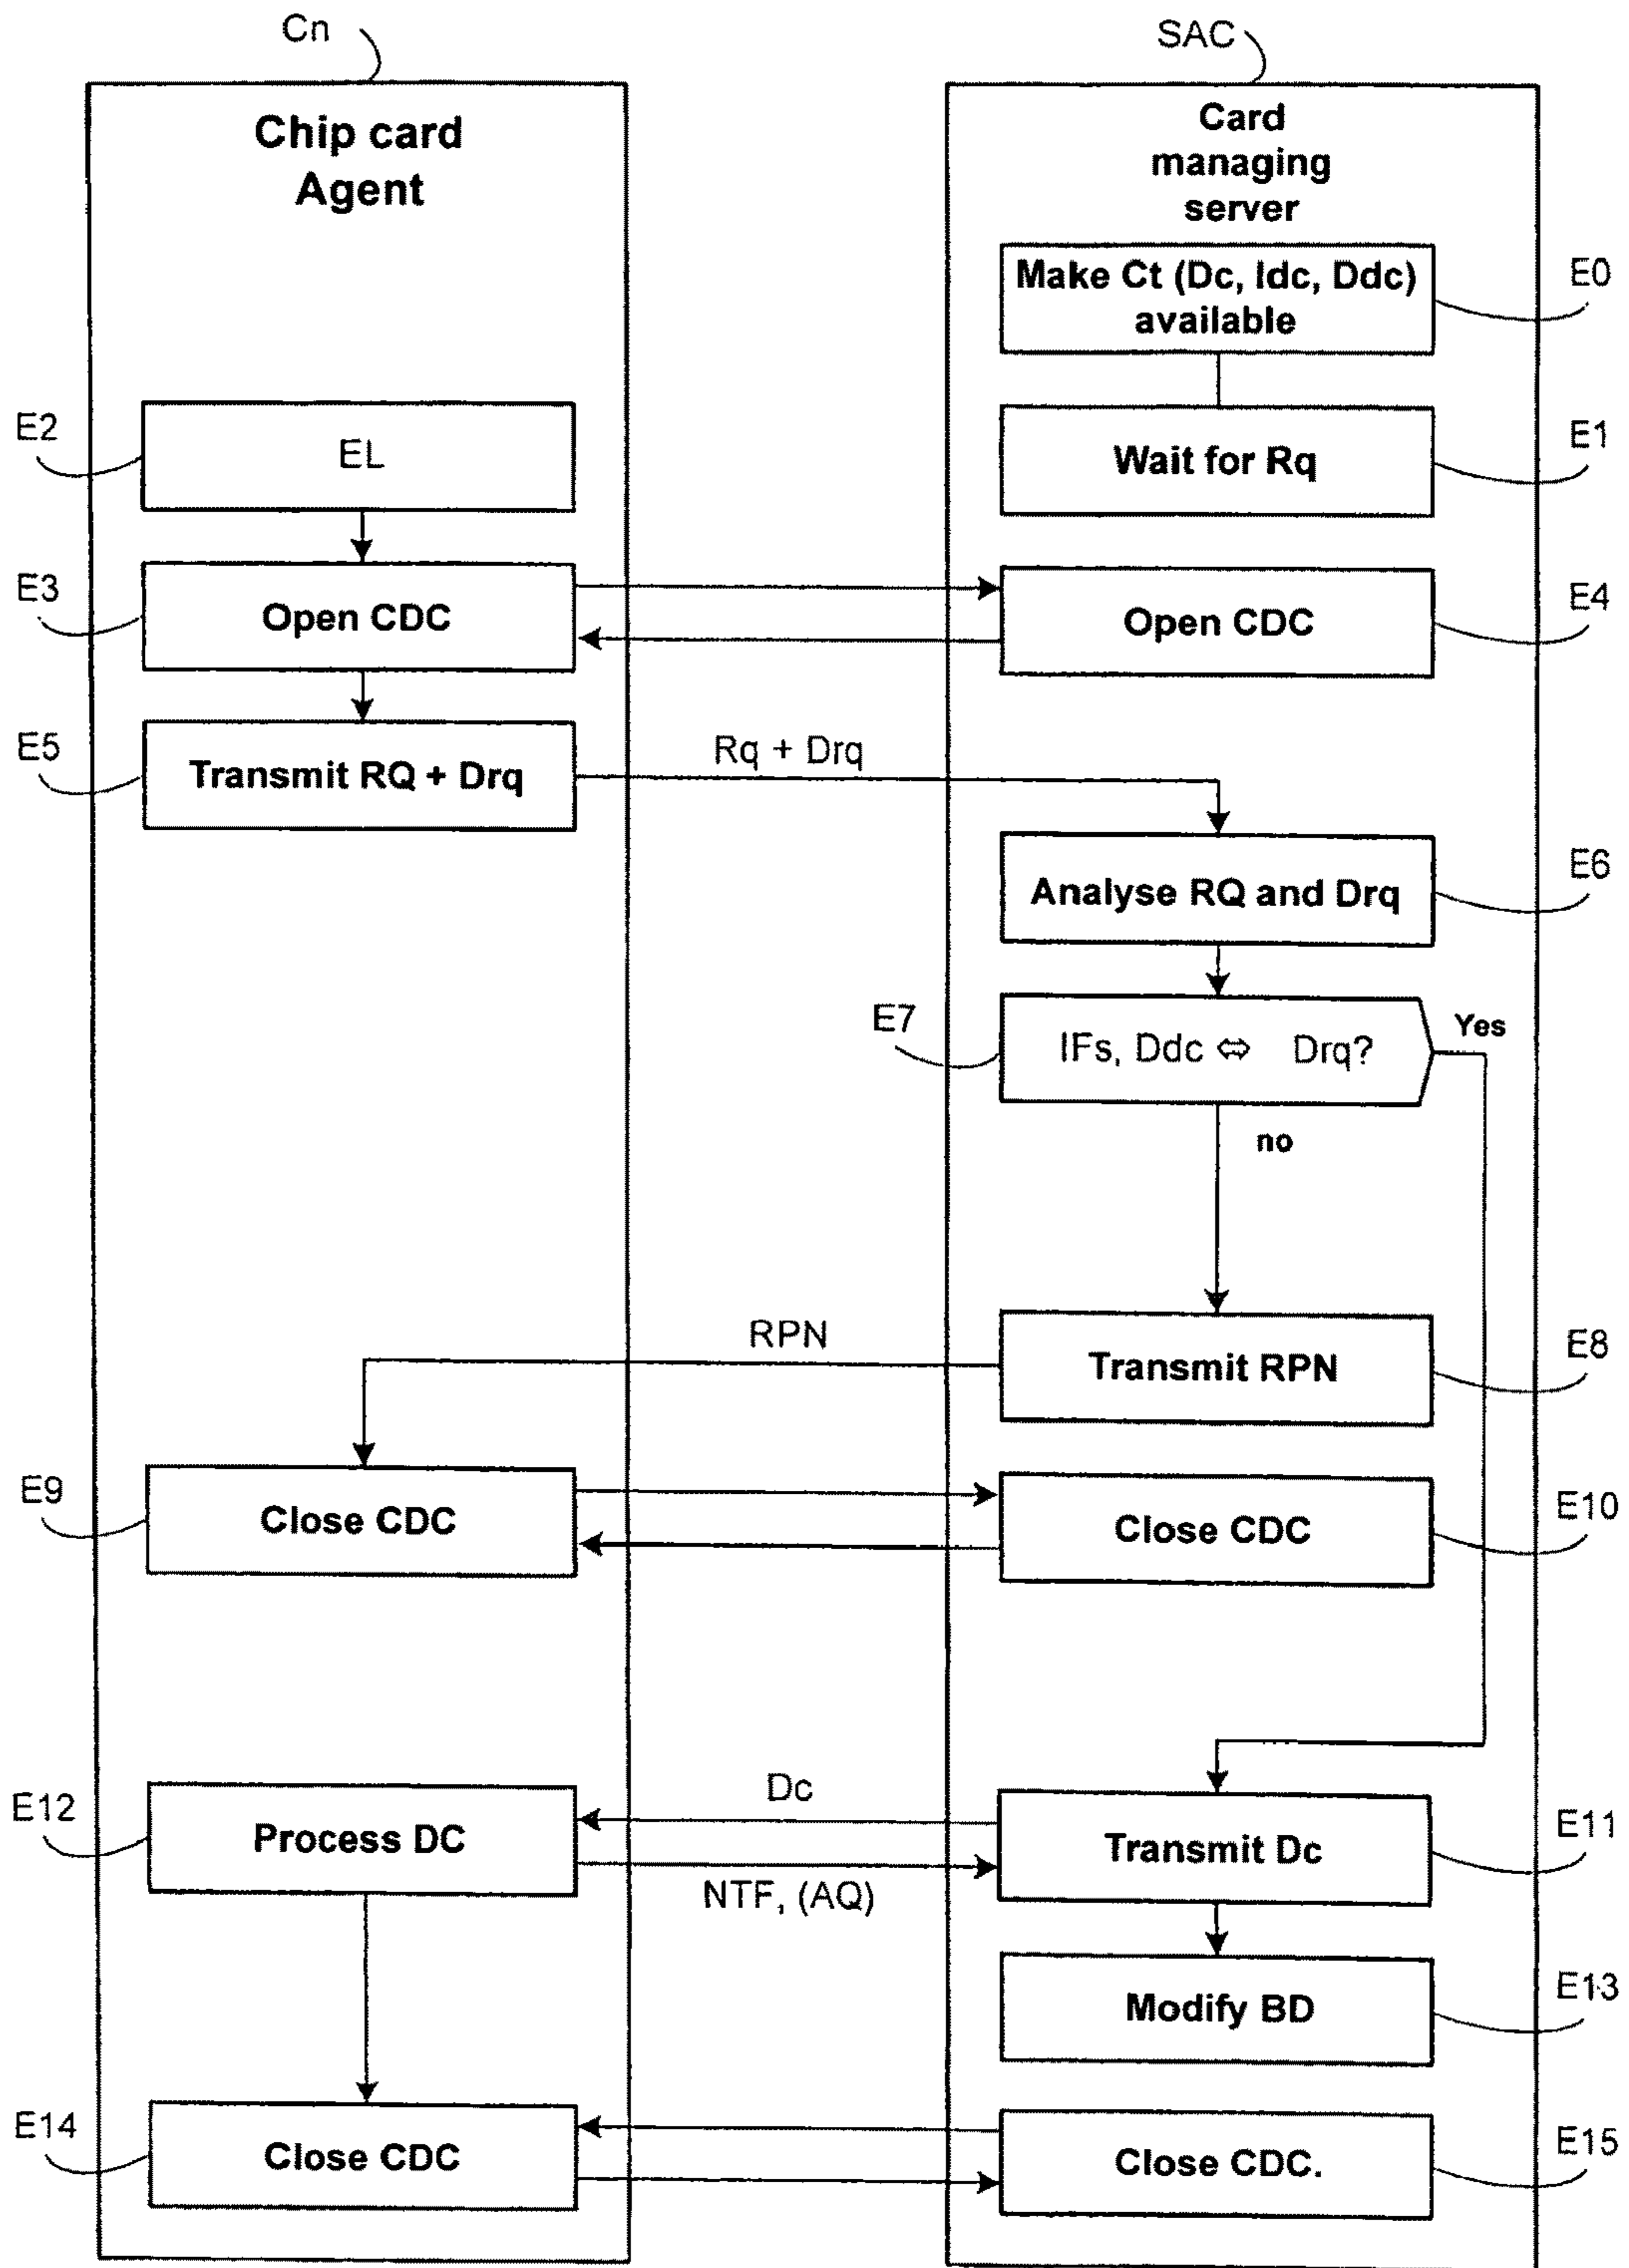 Cn
SAC
Chip card
Agent
Card
managing
server
Make Ct (Dc, Idc, Ddc)
available
E0
E2
EL
Wait for Rq
E1
E3
Open CDC
Open CDC
E4
E5
Transmit RQ + Drq
Rq + Drq
Analyse RQ and Drq
E6
E7
IFs, Ddc ⇔ Drq?
Yes
no
RPN
Transmit RPN
E8
E9
Close CDC
Close CDC
E10
E12
Process DC
Dc
NTF, (AQ)
Transmit Dc
E11
Modify BD
E13
E14
Close CDC
Close CDC.
E15